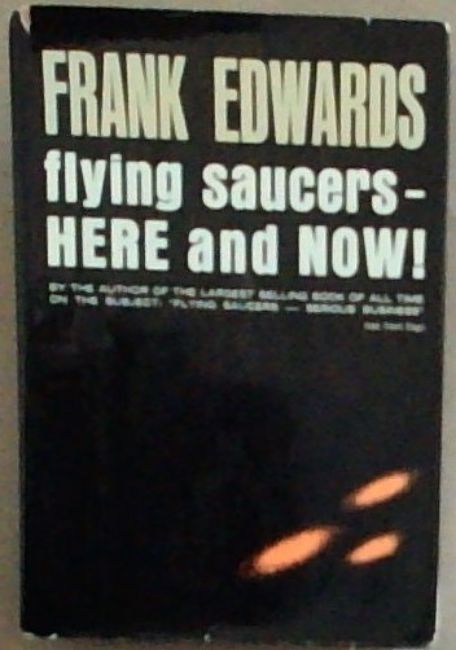 FRANK EDWARDS
flying saucers-
HERE and NOW!
BY THE AUTHOR OF THE LARGEST SELLING BOOK OF ALL TIME
ON THE SUBJECT: "FLYING SAUCERS — SERIOUS BUSINESS"